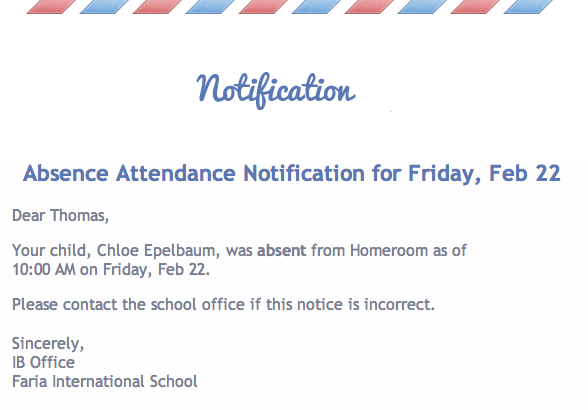 Notification
Absence Attendance Notification for Friday, Feb 22
Dear Thomas,
Your child, Chloe Epelbaum, was absent from Homeroom as of
10:00 AM on Friday, Feb 22.
Please contact the school office if this notice is incorrect.
Sincerely,
IB Office
Faria International School